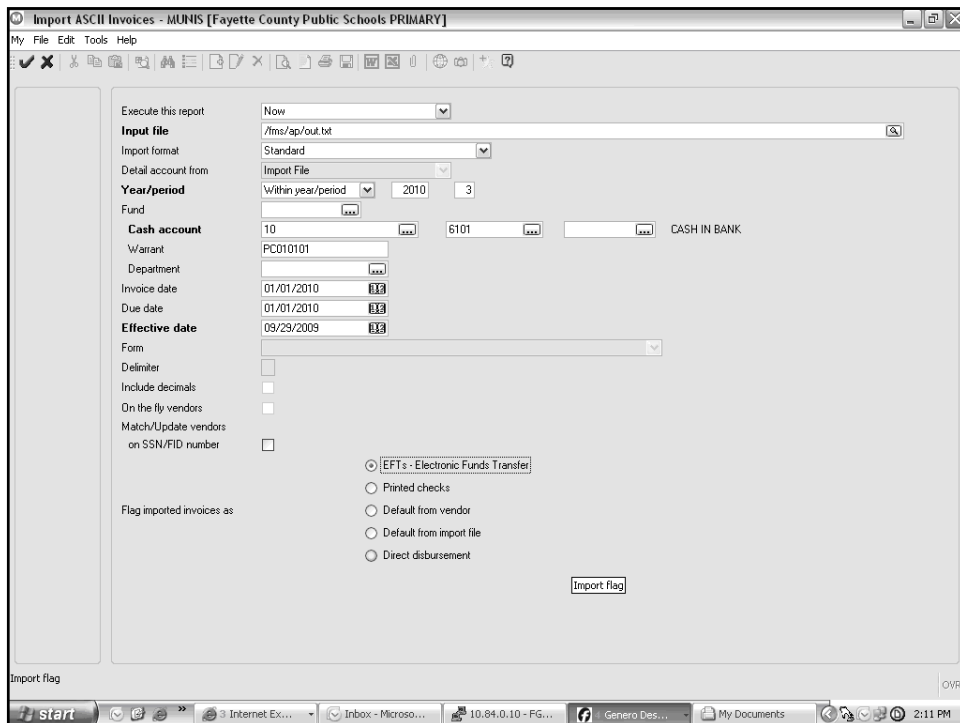 Import ASCII Invoices - MUNIS [Fayette County Public Schools PRIMARY]
My File Edit Tools Help
Execute this report Now
Input file /fms/ap/out.txt
Import format Standard
Detail account from Import File
Year/period Within year/period 2010 3
Fund
Cash account 10 6101 CASH IN BANK
Warrant PC010101
Department
Invoice date 01/01/2010
Due date 01/01/2010
Effective date 09/29/2009
Form
Delimiter
Include decimals
On the fly vendors
Match/Update vendors
on SSN/FID number
EFTs - Electronic Funds Transfer
Printed checks
Flag imported invoices as Default from vendor
Default from import file
Direct disbursement
Import flag
Import flag
OVR
start 3 Internet Ex... Inbox - Microso... 10.84.0.10 - FG... Genero Des... My Documents 2:11 PM